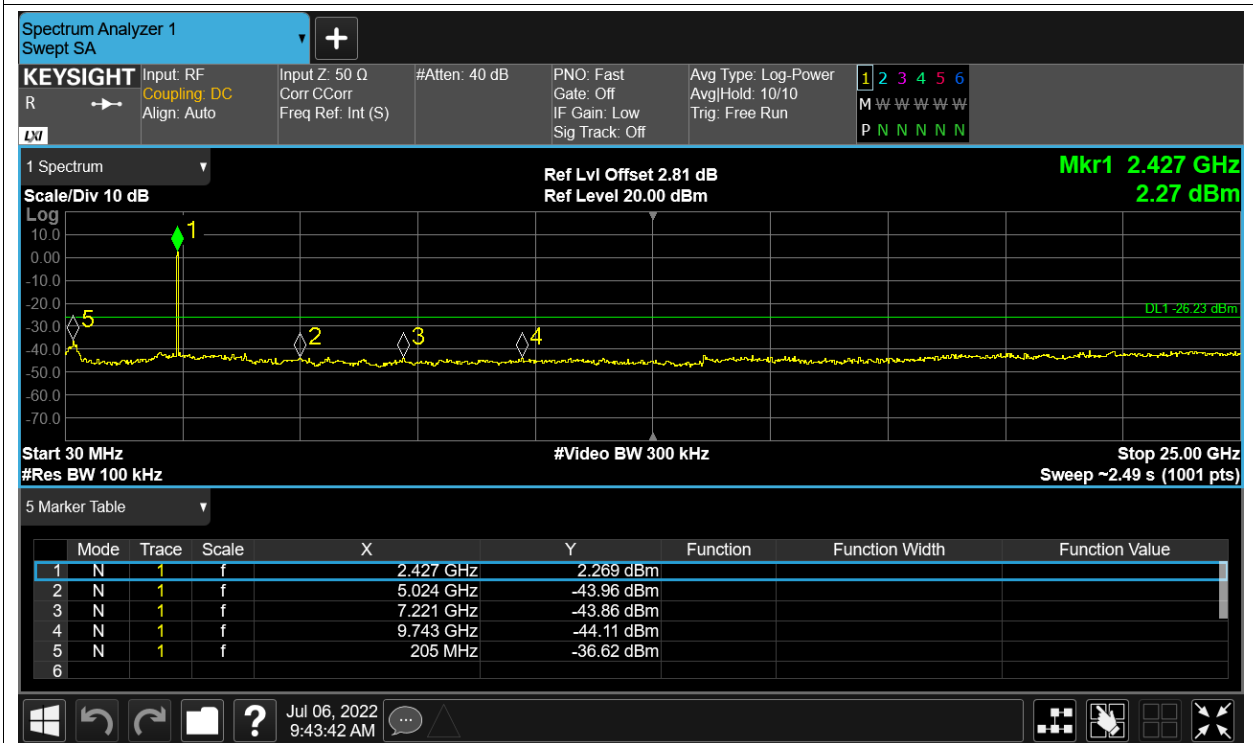 Spectrum Analyzer 1
Swept SA
KEYSIGHT
R
LXI
Input: RF
Coupling: DC
Align: Auto
Input Z: 50 Ω
Corr CCorr
Freq Ref: Int (S)
#Atten: 40 dB
PNO: Fast
Gate: Off
IF Gain: Low
Sig Track: Off
Avg Type: Log-Power
Avg|Hold: 10/10
Trig: Free Run
1 2 3 4 5 6
M W W W W W
P N N N N N
1 Spectrum
Scale/Div 10 dB
Ref Lvl Offset 2.81 dB
Ref Level 20.00 dBm
Mkr1 2.427 GHz
2.27 dBm
Log
10.0
0.00
-10.0
-20.0
-30.0
-40.0
-50.0
-60.0
-70.0
1
5
2
3
4
DL1 -26.23 dBm
Start 30 MHz
#Video BW 300 kHz
Stop 25.00 GHz
#Res BW 100 kHz
Sweep ~2.49 s (1001 pts)
5 Marker Table
Mode Trace Scale X Y Function Function Width Function Value
1 N 1 f 2.427 GHz 2.269 dBm
2 N 1 f 5.024 GHz -43.96 dBm
3 N 1 f 7.221 GHz -43.86 dBm
4 N 1 f 9.743 GHz -44.11 dBm
5 N 1 f 205 MHz -36.62 dBm
6
?
Jul 06, 2022
9:43:42 AM